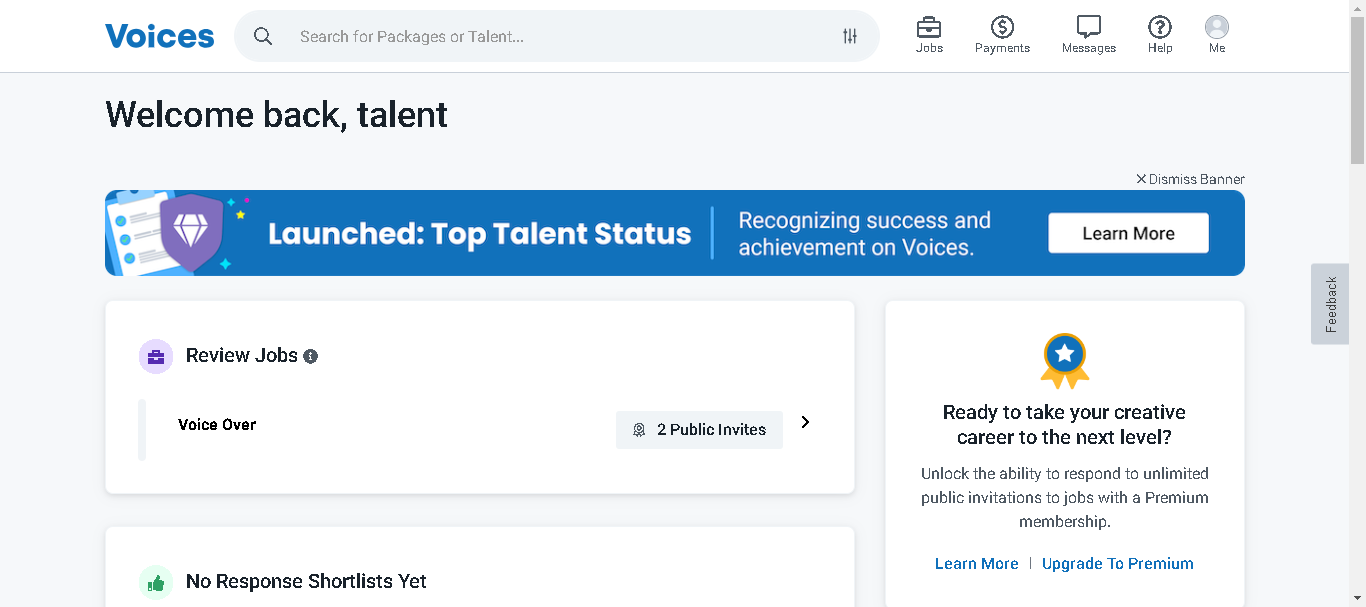 Voices
Search for Packages or Talent...
Jobs
Payments
Messages
Help
Me
Welcome back, talent
Dismiss Banner
Launched: Top Talent Status
Recognizing success and
achievement on Voices.
Learn More
Feedback
Review Jobs
Voice Over
2 Public Invites
Ready to take your creative
career to the next level?
Unlock the ability to respond to unlimited
public invitations to jobs with a Premium
membership.
Learn More | Upgrade To Premium
No Response Shortlists Yet